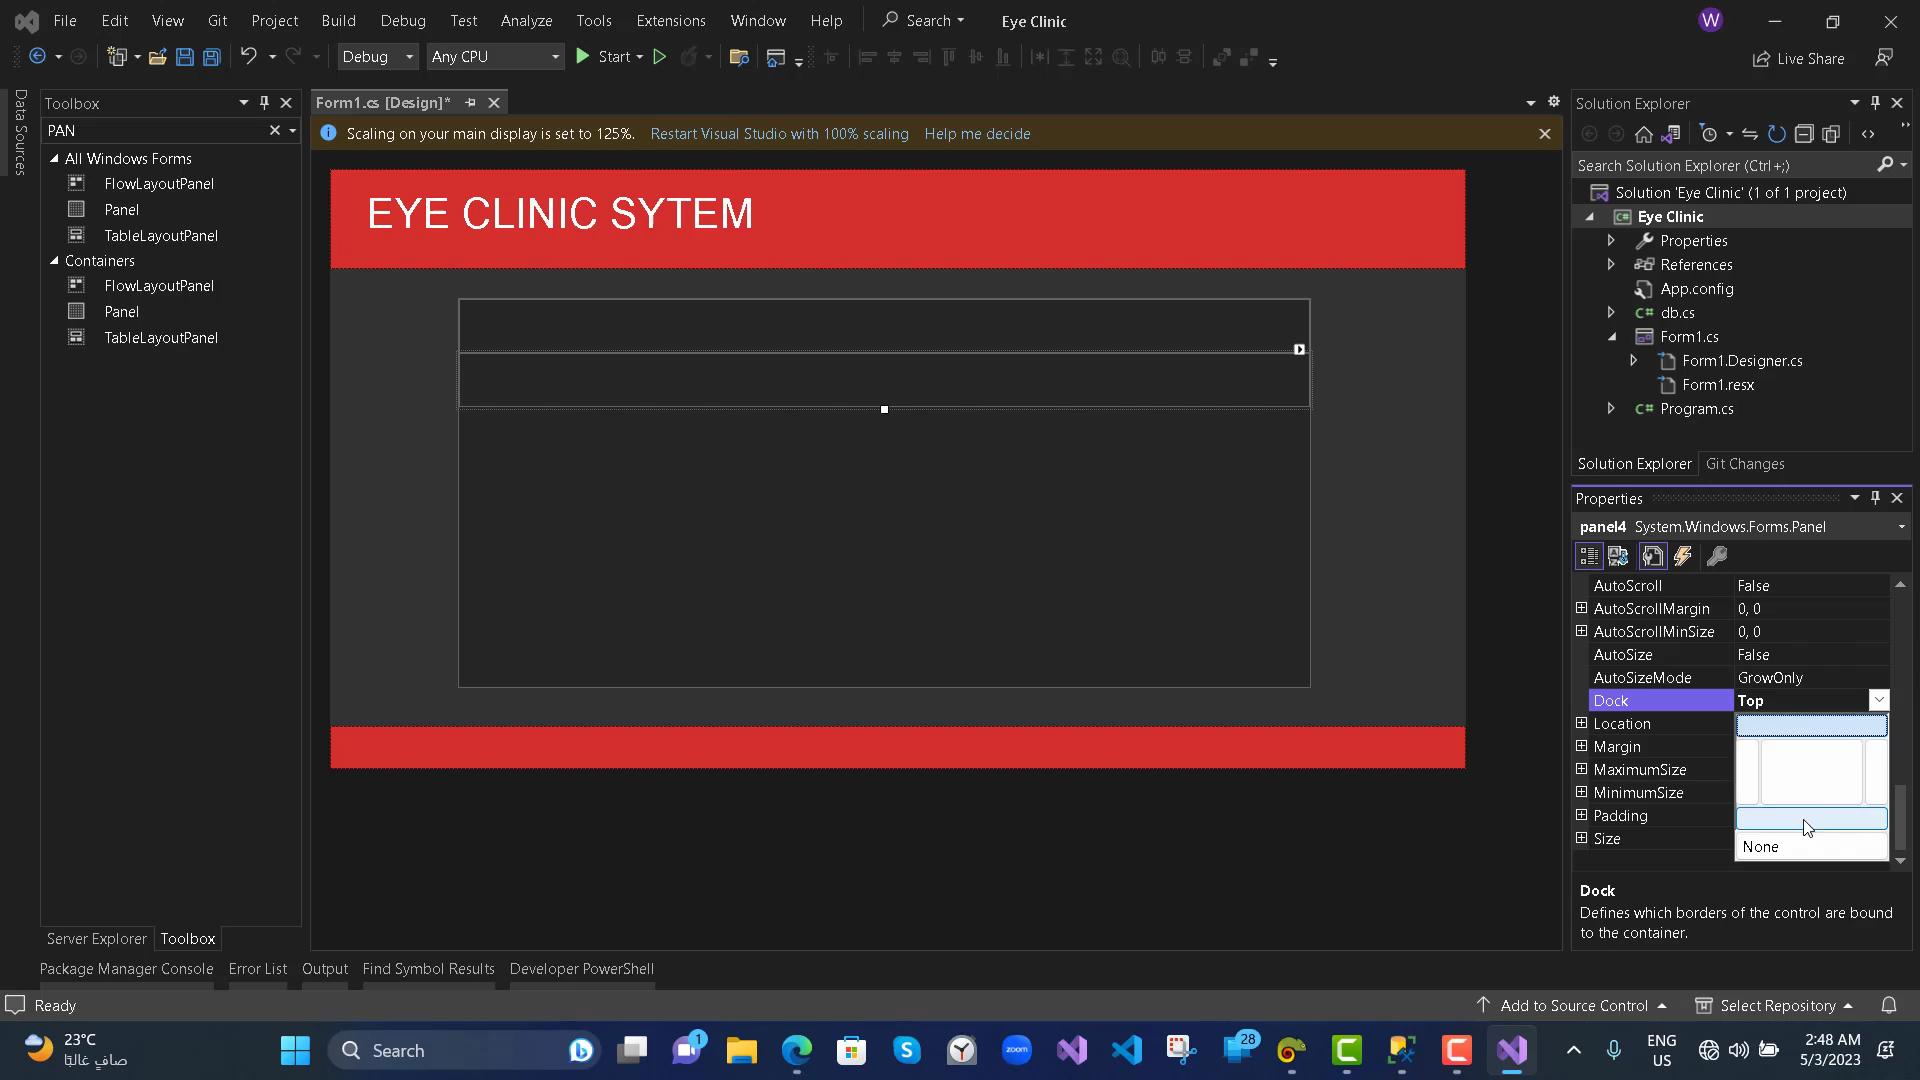 File Edit View Git Project Build Debug Test Analyze Tools Extensions Window Help Search Eye Clinic W
Debug Any CPU Start Live Share
Data Sources
Toolbox
PAN
All Windows Forms
FlowLayoutPanel
Panel
TableLayoutPanel
Containers
FlowLayoutPanel
Panel
TableLayoutPanel
Server Explorer Toolbox
Form1.cs [Design]*
Scaling on your main display is set to 125%. Restart Visual Studio with 100% scaling Help me decide
EYE CLINIC SYTEM
Solution Explorer
Search Solution Explorer (Ctrl+;)
Solution 'Eye Clinic' (1 of 1 project)
Eye Clinic
Properties
References
App.config
db.cs
Form1.cs
Form1.Designer.cs
Form1.resx
Program.cs
Solution Explorer Git Changes
Properties
panel4 System.Windows.Forms.Panel
AutoScroll False
AutoScrollMargin 0, 0
AutoScrollMinSize 0, 0
AutoSize False
AutoSizeMode GrowOnly
Dock Top
Location
Margin
MaximumSize
MinimumSize
Padding
Size
None
Dock
Defines which borders of the control are bound
to the container.
Package Manager Console Error List Output Find Symbol Results Developer PowerShell
Ready Add to Source Control Select Repository
23°C
صافٍ غالبًا
Search
1
zoom
28
ENG
US
2:48 AM
5/3/2023